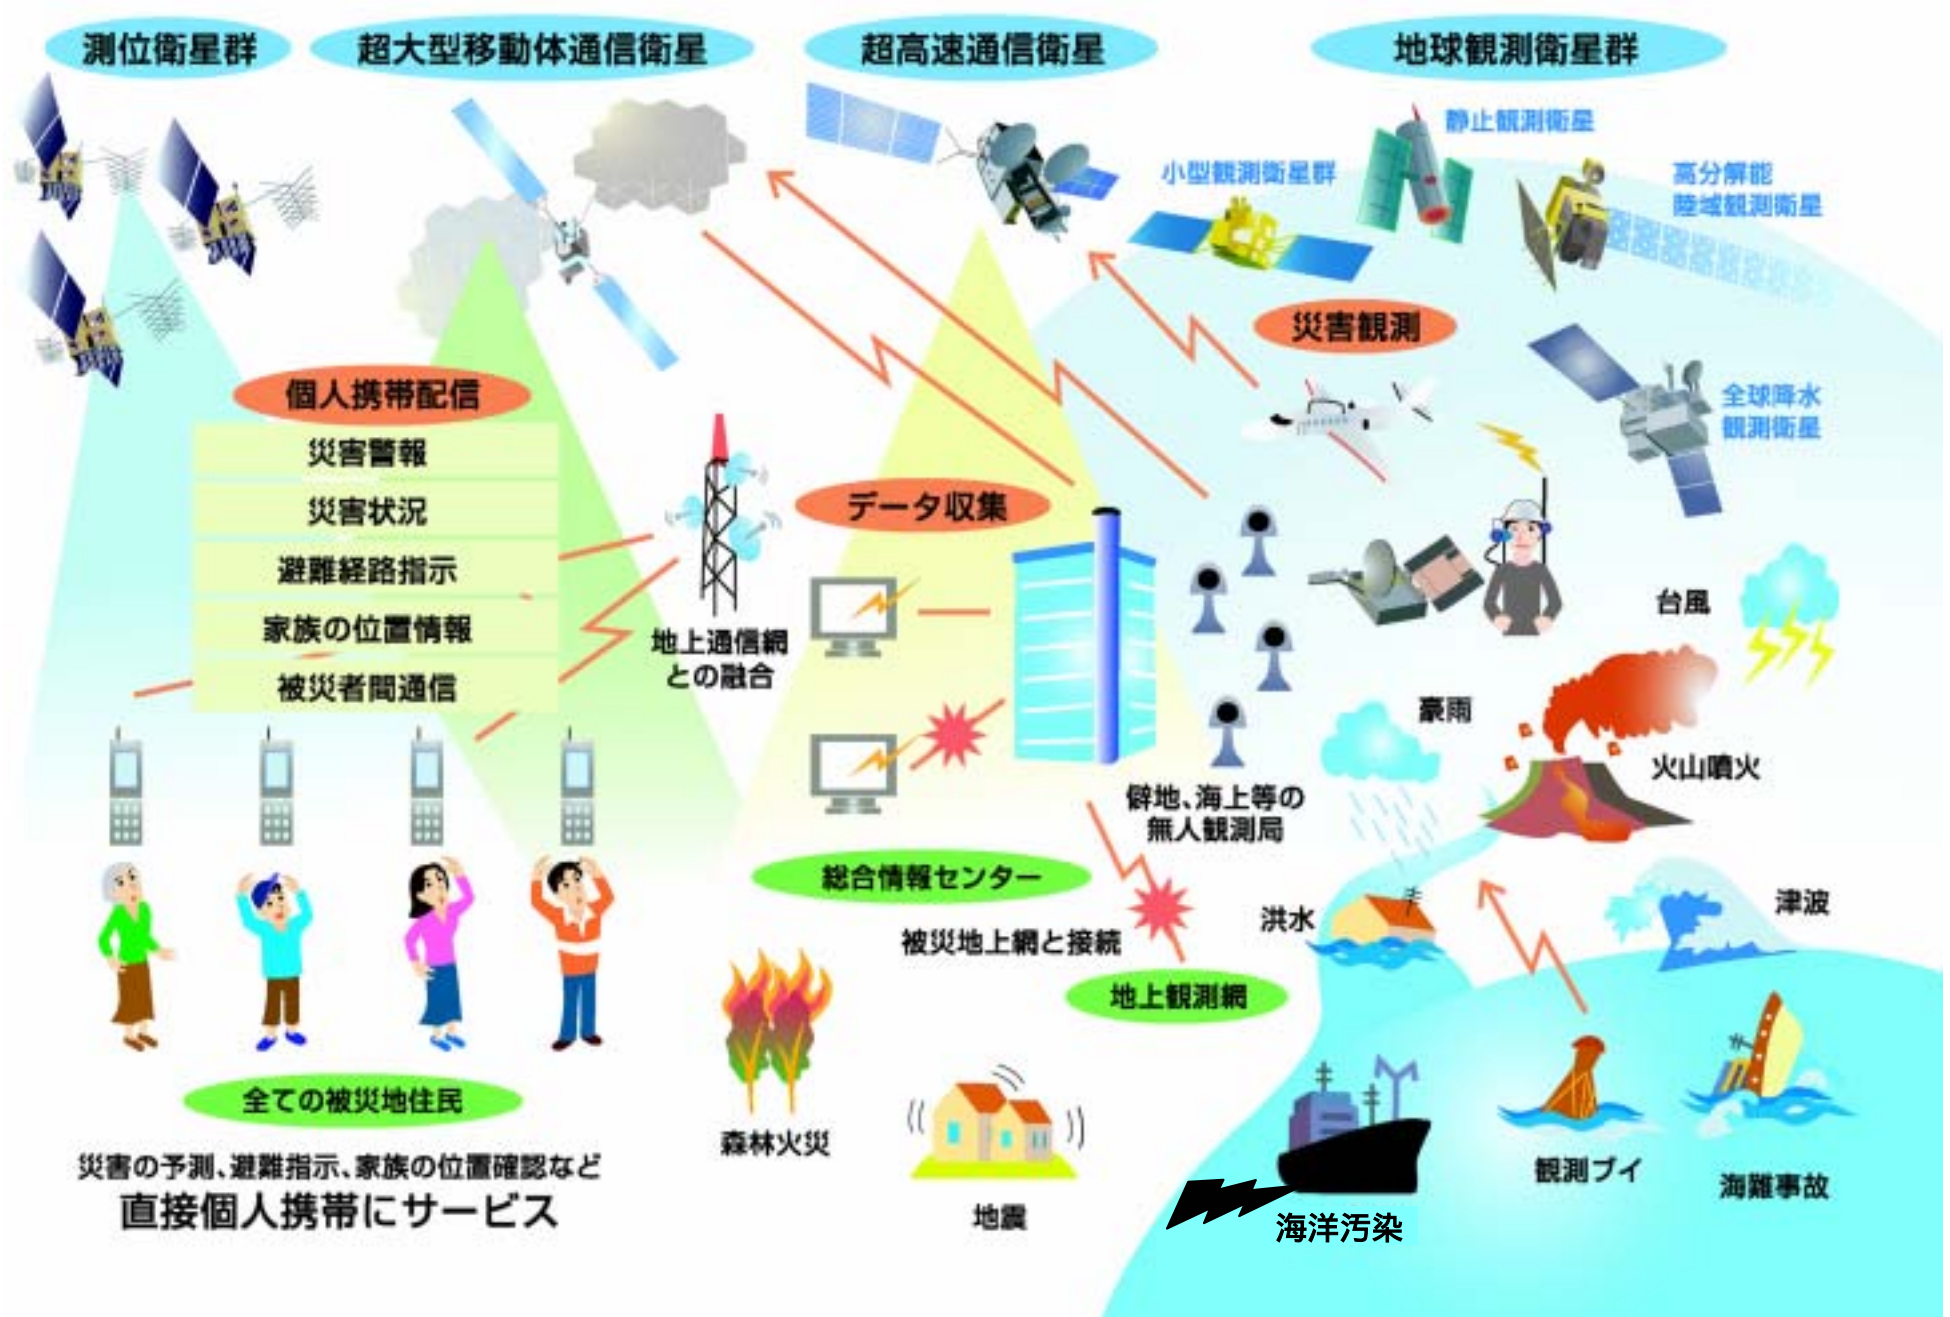 測位衛星群
超大型移動体通信衛星
超高速通信衛星
地球観測衛星群
静止観測衛星
小型観測衛星群
高分解能
陸域観測衛星
災害観測
全球降水
観測衛星
個人携帯配信
災害警報
災害状況
避難経路指示
家族の位置情報
被災者間通信
地上通信網
との融合
データ収集
台風
豪雨
火山噴火
僻地、海上等の
無人観測局
総合情報センター
被災地上網と接続
洪水
津波
地上観測網
全ての被災地住民
災害の予測、避難指示、家族の位置確認など
直接個人携帯にサービス
森林火災
地震
海洋汚染
観測ブイ
海難事故